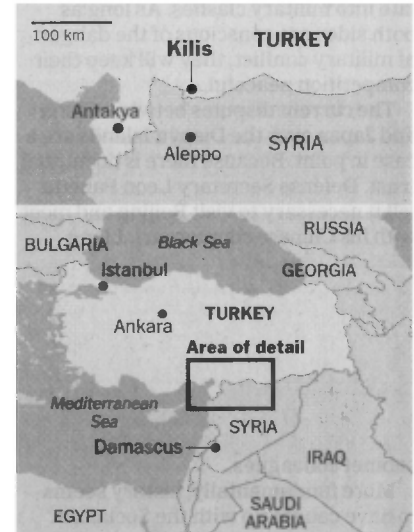 100 km
Kilis
TURKEY
Antakya
Aleppo
SYRIA
RUSSIA
BULGARIA
Black Sea
Istanbul
GEORGIA
Ankara
TURKEY
Area of detail
Mediterranean
Sea
SYRIA
Damascus
IRAQ
EGYPT
SAUDI
ARABIA